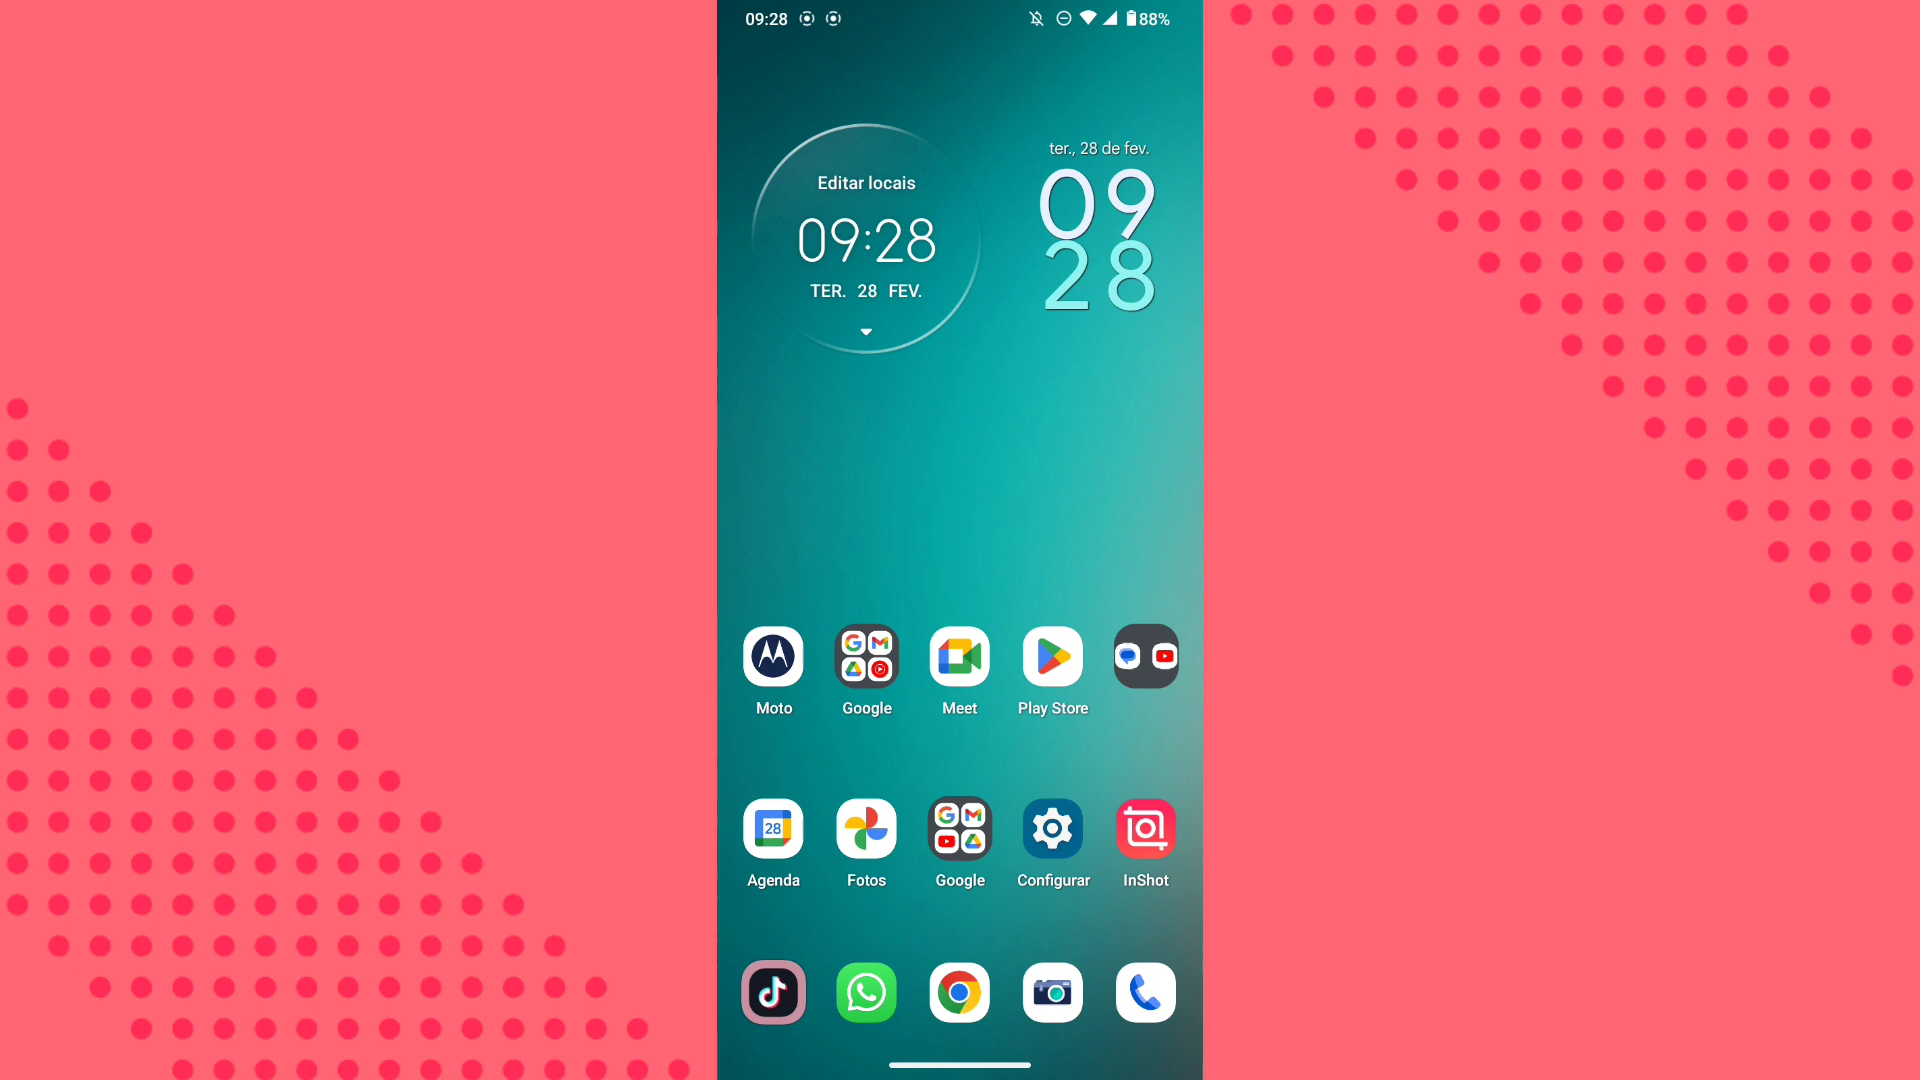 09:28
88%
Editar locais
09:28
TER. 28 FEV.
ter., 28 de fev.
09
28
Moto
Google
Meet
Play Store
28
Agenda
Fotos
Google
Configurar
InShot